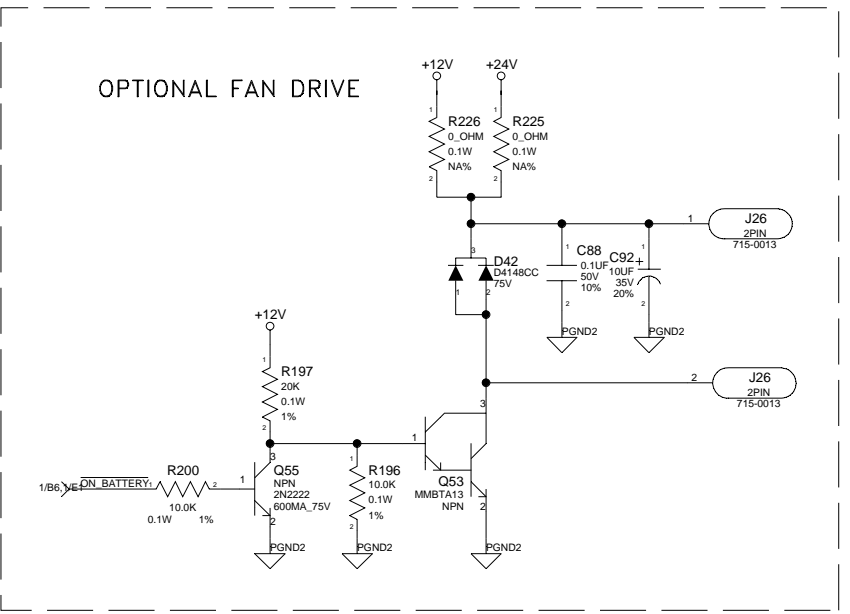 OPTIONAL FAN DRIVE
+12V
+24V
1
R226
0_OHM
0.1W
NA%
2
1
R225
0_OHM
0.1W
NA%
2
1
J26
2PIN
715-0013
3
D42
D4148CC
75V
1
2
1
C88
0.1UF
50V
10%
2
PGND2
1
C92
+
10UF
35V
20%
2
PGND2
+12V
1
R197
20K
0.1W
1%
2
2
J26
2PIN
715-0013
3
1
Q53
MMBTA13
NPN
2
PGND2
1/B6,
ON_BATTERY
1
R200
2
10.0K
0.1W
1%
1
3
Q55
NPN
2N2222
600MA_75V
2
PGND2
1
R196
10.0K
0.1W
1%
2
PGND2